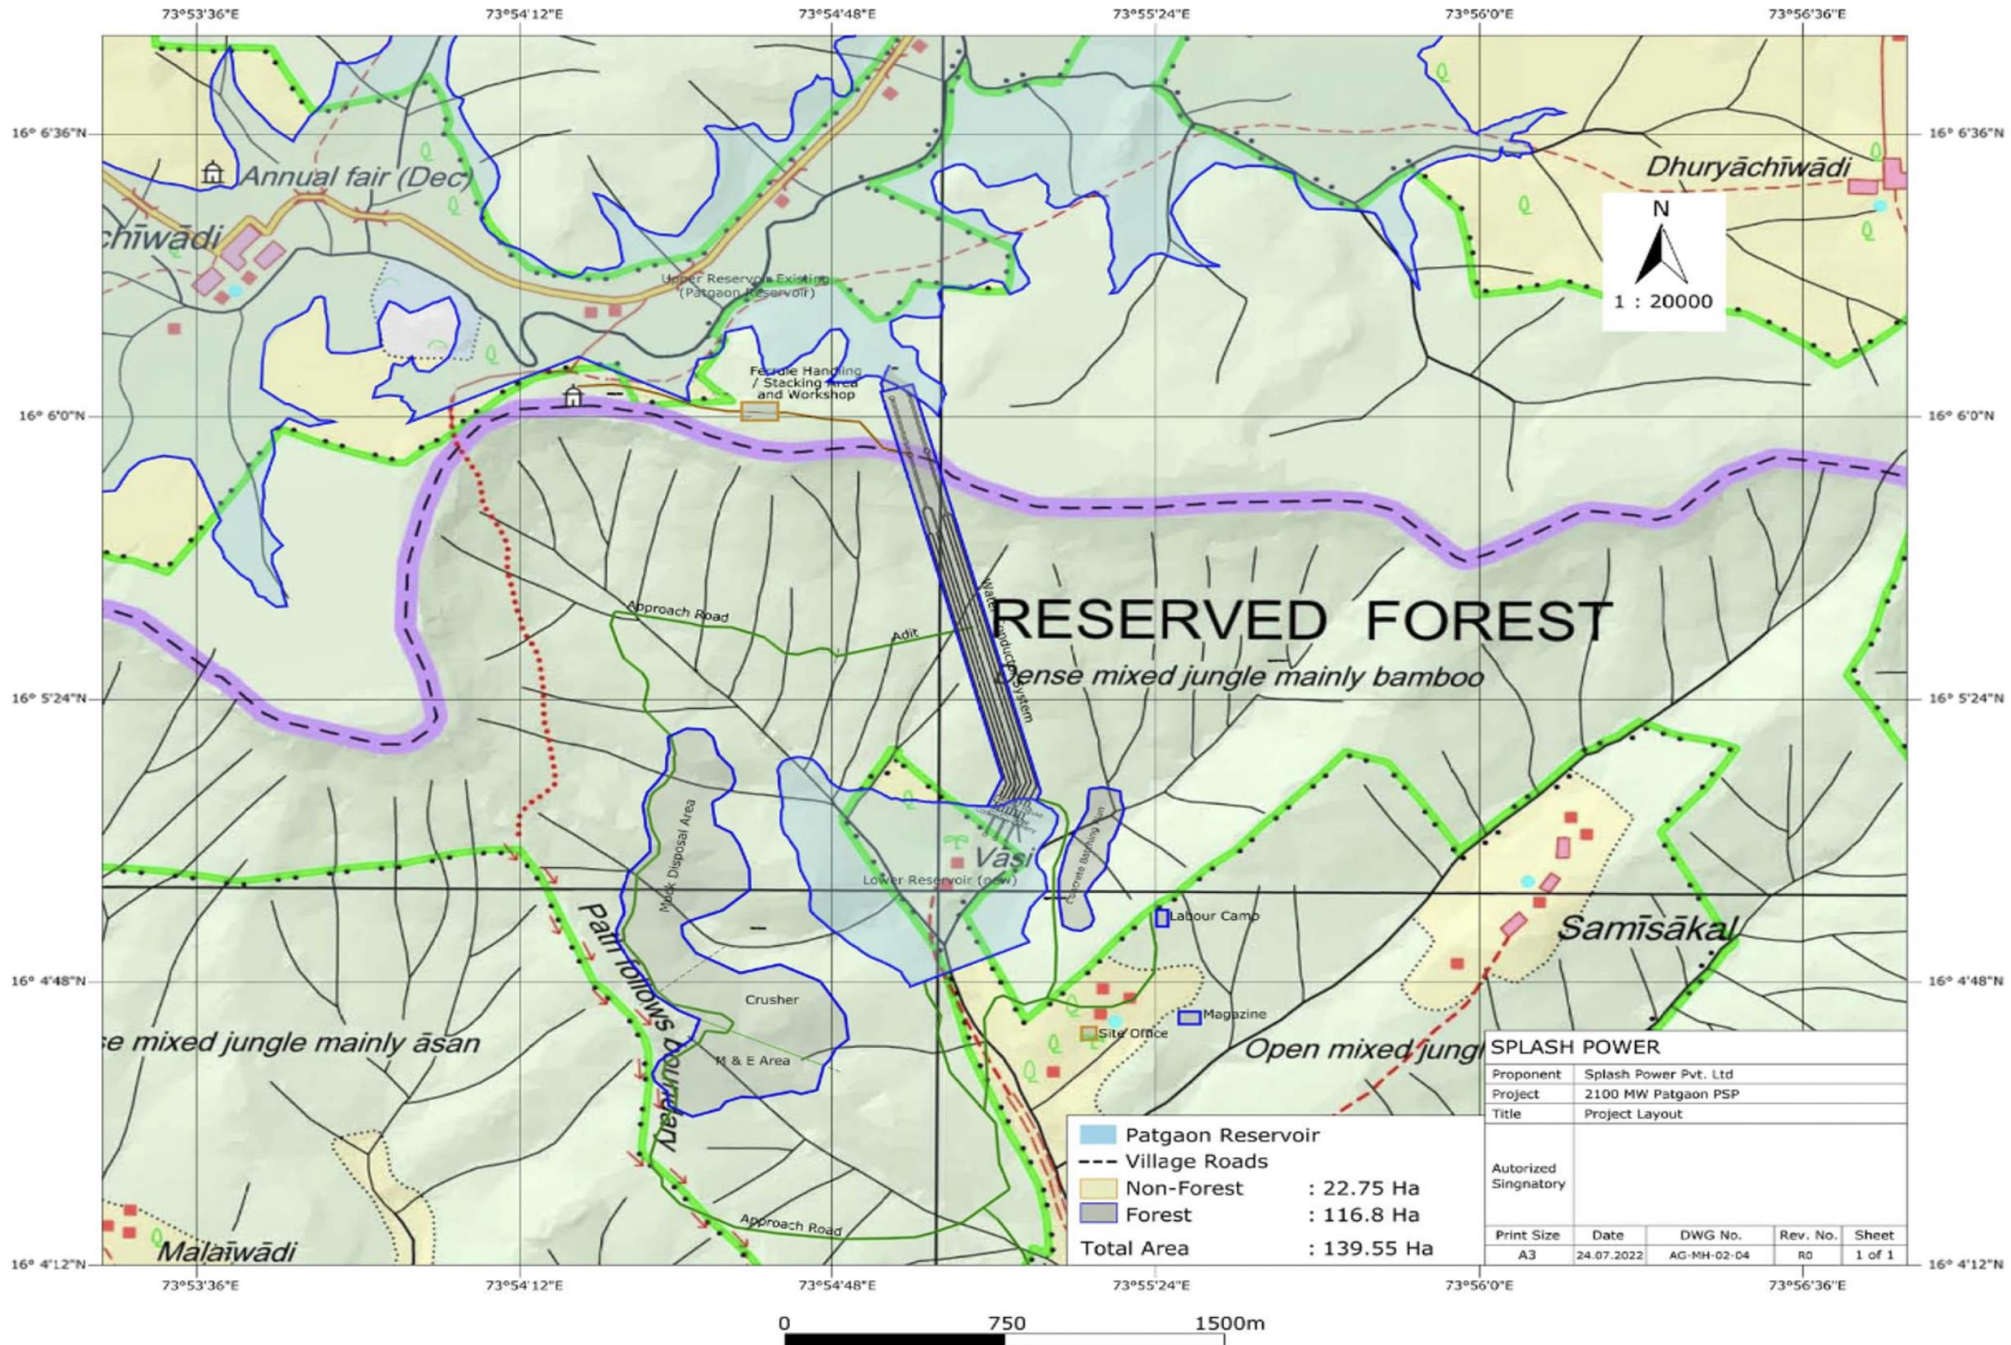 73°53'36"E
73°54'12"E
73°54'48"E
73°55'24"E
73°56'0"E
73°56'36"E
16° 6'36"N
16° 6'36"N
Annual fair (Dec)
Dhuryāchīwādi
N
1 : 20000
chīwādi
Upper Reservoir Existing
(Patgaon Reservoir)
Ferrule Handling
/ Stacking Area
and Workshop
16° 6'0"N
16° 6'0"N
Approach Road
Adit
Water Conductor System
RESERVED FOREST
Dense mixed jungle mainly bamboo
16° 5'24"N
16° 5'24"N
Muck Disposal Area
Vāsi
Lower Reservoir (new)
Concrete Batching
Labour Camp
Samīsākal
Path follows boundary
16° 4'48"N
16° 4'48"N
Crusher
Magazine
Site Office
M & E Area
se mixed jungle mainly āsan
Open mixed jungl
SPLASH POWER
Proponent Splash Power Pvt. Ltd
Project 2100 MW Patgaon PSP
Title Project Layout
Autorized
Singnatory
Print Size Date DWG No. Rev. No. Sheet
A3 24.07.2022 AG-MH-02-04 R0 1 of 1
Patgaon Reservoir
Village Roads
Non-Forest : 22.75 Ha
Forest : 116.8 Ha
Total Area : 139.55 Ha
Approach Road
Malaīwādi
16° 4'12"N
16° 4'12"N
73°53'36"E
73°54'12"E
73°54'48"E
73°55'24"E
73°56'0"E
73°56'36"E
0 750 1500m